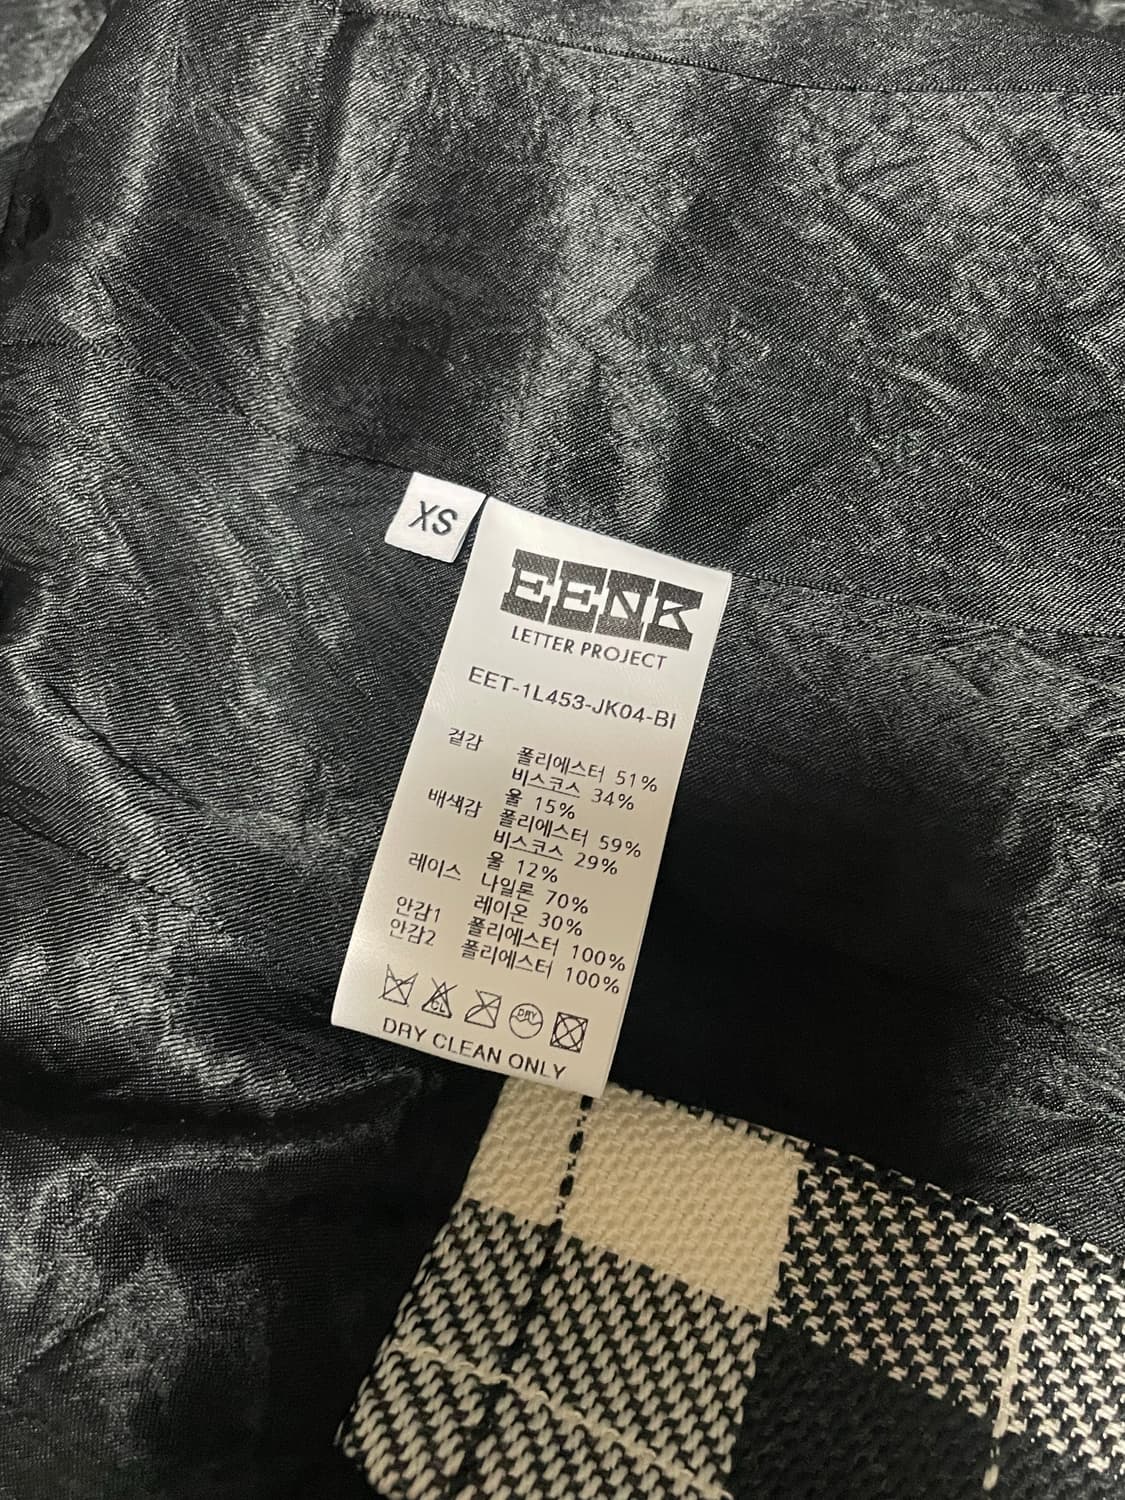 XS
EENK
LETTER PROJECT
EET-1L453-JK04-BI
겉감 폴리에스터 51%
비스코스 34%
울 15%
배색감 폴리에스터 59%
비스코스 29%
울 12%
레이스 나일론 70%
레이온 30%
안감1 폴리에스터 100%
안감2 폴리에스터 100%
CL DRY
DRY CLEAN ONLY